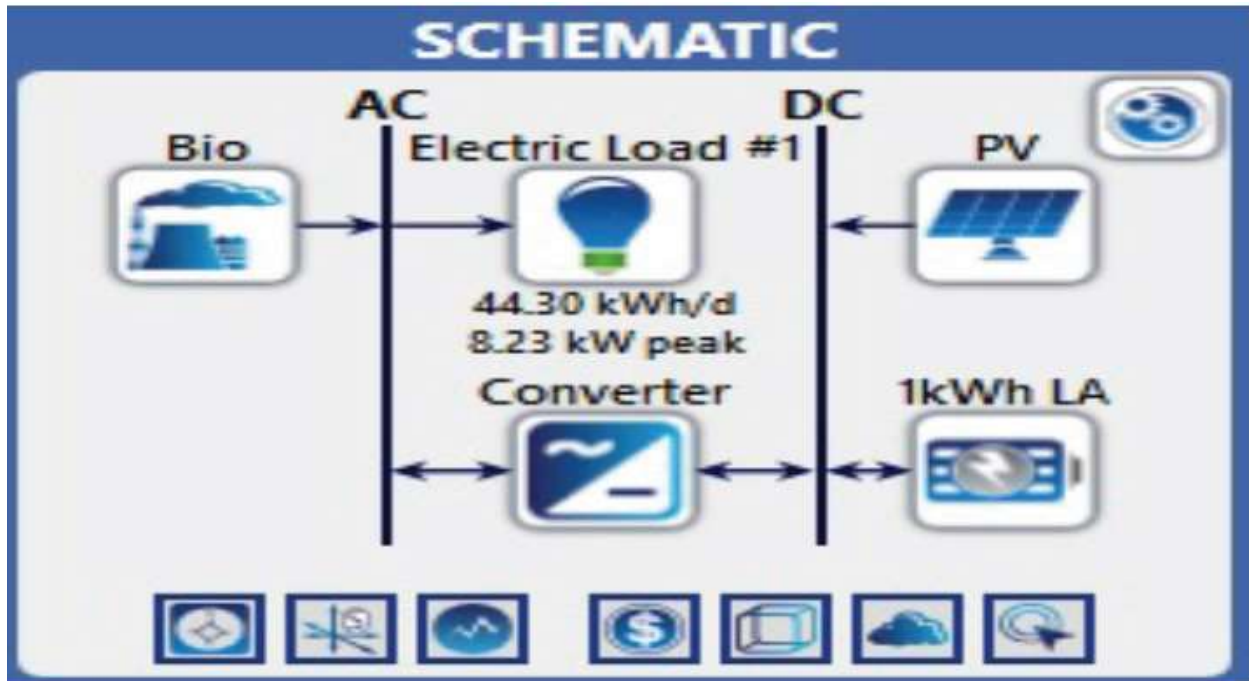 SCHEMATIC
AC
DC
Bio
Electric Load #1
PV
44.30 kWh/d
8.23 kW peak
Converter
1kWh LA